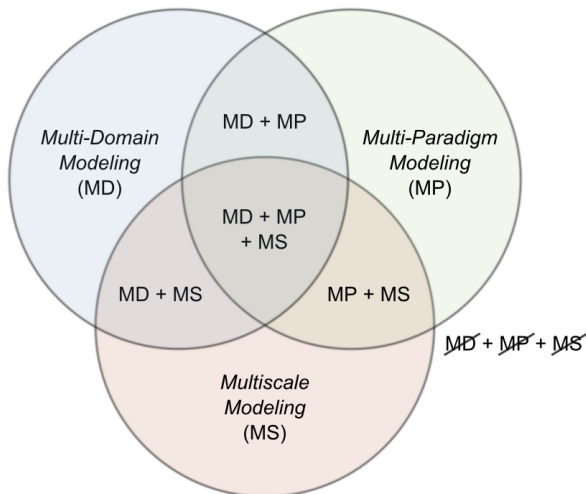 MD + MP
Multi-Domain
Modeling
(MD)
Multi-Paradigm
Modeling
(MP)
MD + MP
+ MS
MD + MS
MP + MS
MD + MP + MS
Multiscale
Modeling
(MS)